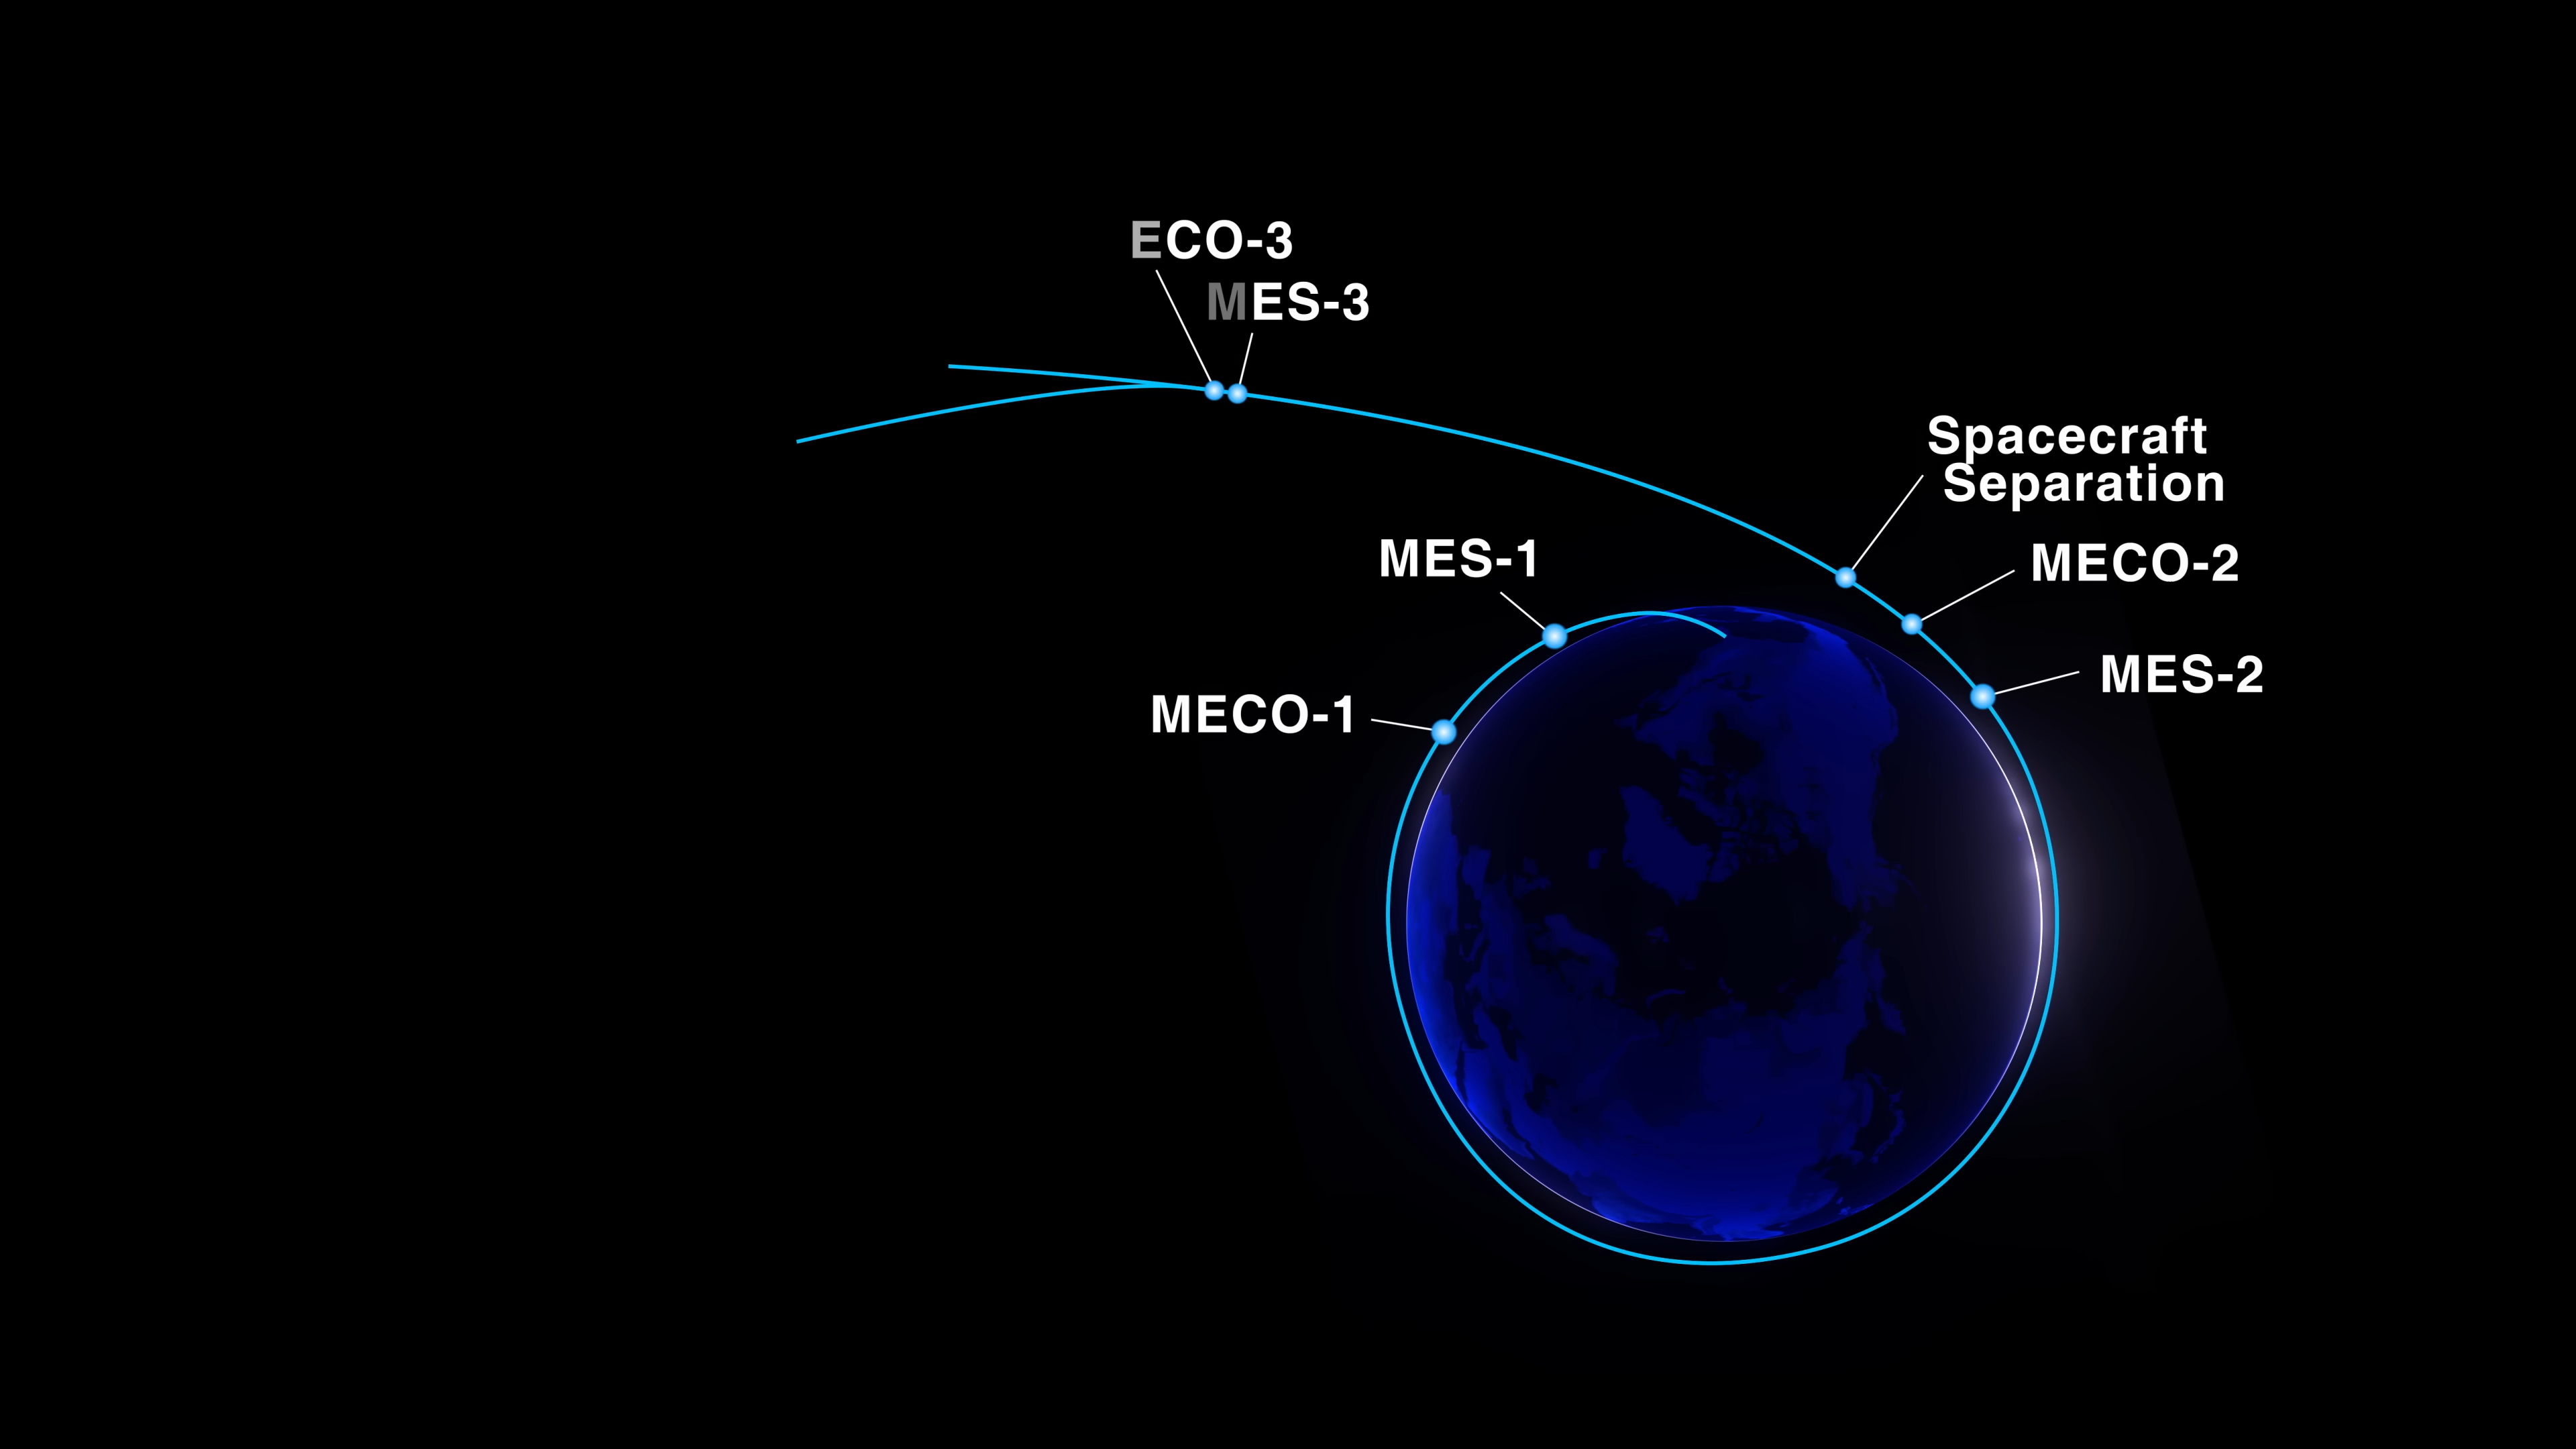 ECO-3
MES-3
Spacecraft
Separation
MES-1
MECO-2
MES-2
MECO-1